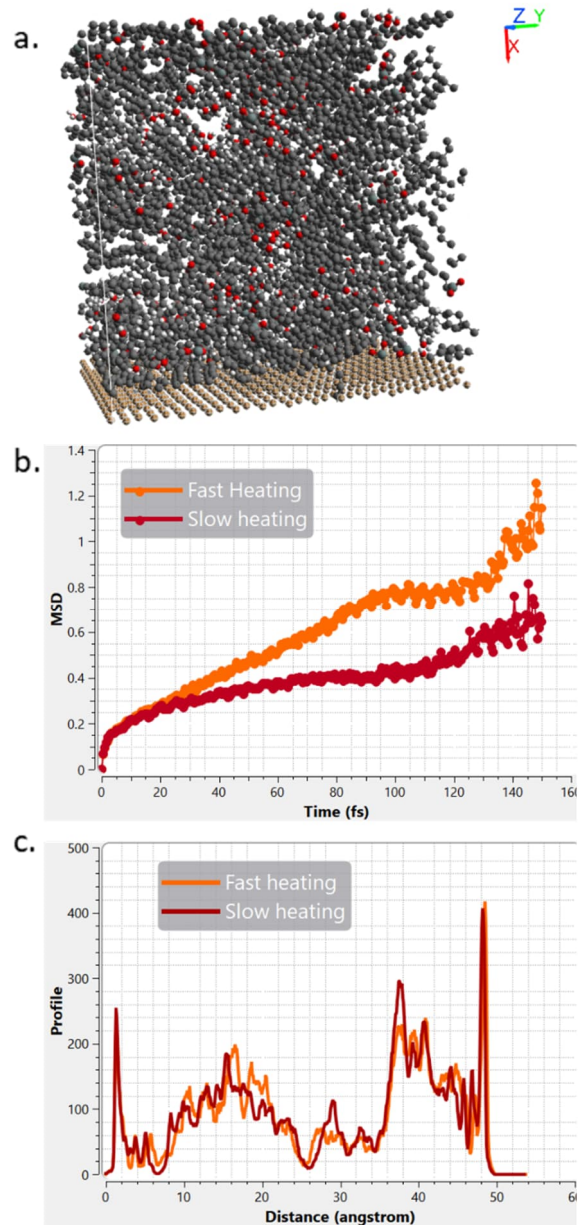 a.
Z
Y
X
b.
1.4
1.2
1
0.8
0.6
0.4
0.2
0
MSD
Fast Heating
Slow heating
0 20 40 60 80 100 120 140 160
Time (fs)
c.
500
400
300
200
100
0
Profile
Fast heating
Slow heating
0 10 20 30 40 50 60
Distance (angstrom)